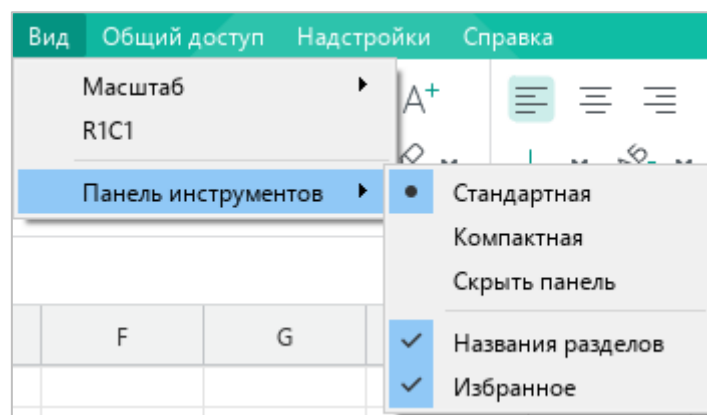 Вид Общий доступ Надстройки Справка
Масштаб
A+
R1C1
Панель инструментов
Стандартная
Компактная
Скрыть панель
F G
Названия разделов
Избранное